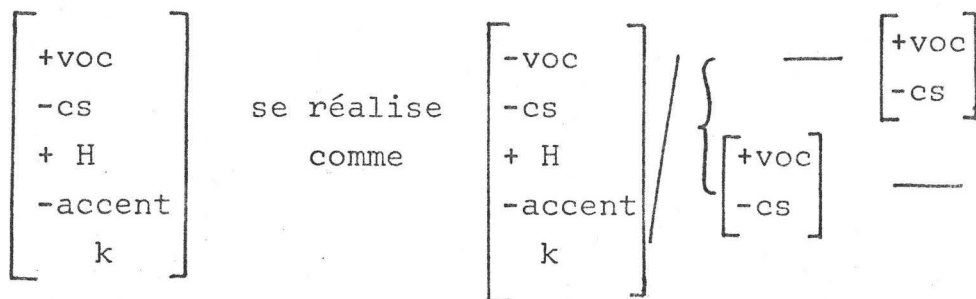 +voc
-cs
+ H
-accent
k
se réalise
comme
-voc
-cs
+ H
-accent
k
+voc
-cs
+voc
-cs